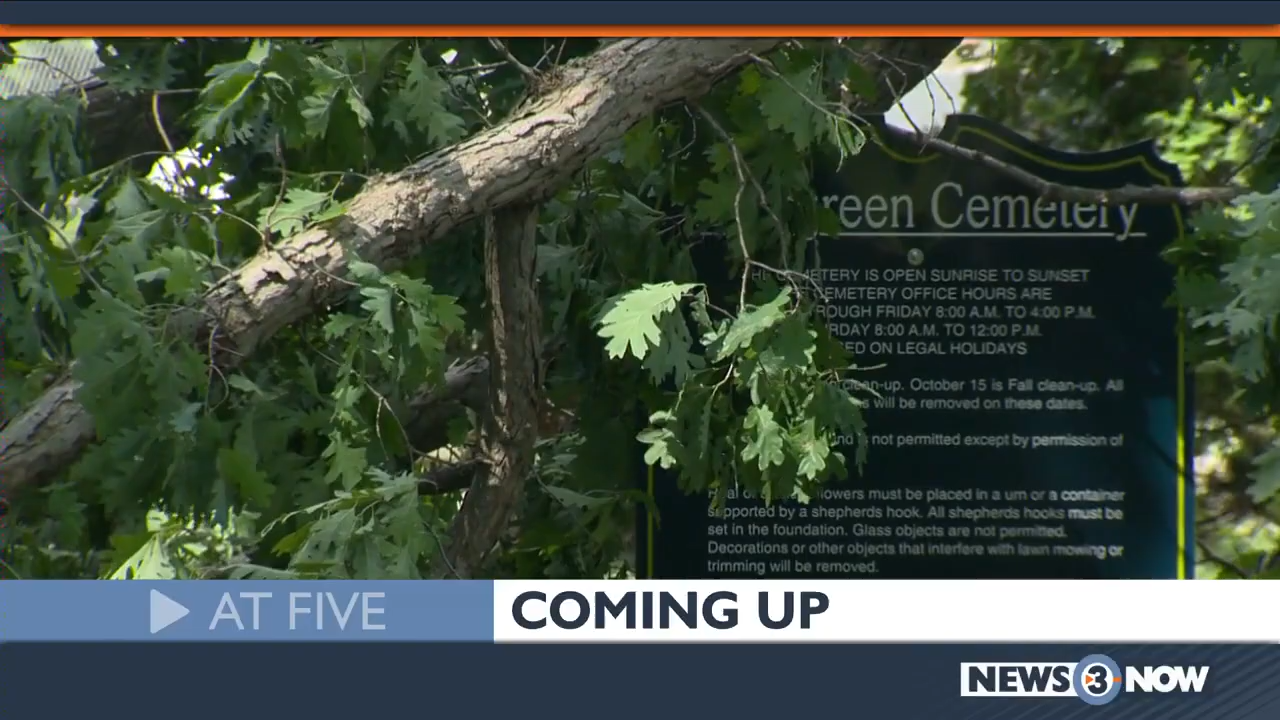 reen Cemetery
CEMETERY IS OPEN SUNRISE TO SUNSET
CEMETERY OFFICE HOURS ARE
ROUGH FRIDAY 8:00 A.M. TO 4:00 P.M.
RDAY 8:00 A.M. TO 12:00 P.M.
ED ON LEGAL HOLIDAYS
clean-up. October 15 is Fall clean-up. All
s will be removed on these dates.
not permitted except by permission of
flowers must be placed in a urn or a container
supported by a shepherds hook. All shepherds hooks must be
set in the foundation. Glass objects are not permitted.
Decorations or other objects that interfere with lawn mowing or
trimming will be removed.
AT FIVE COMING UP
NEWS 3 NOW